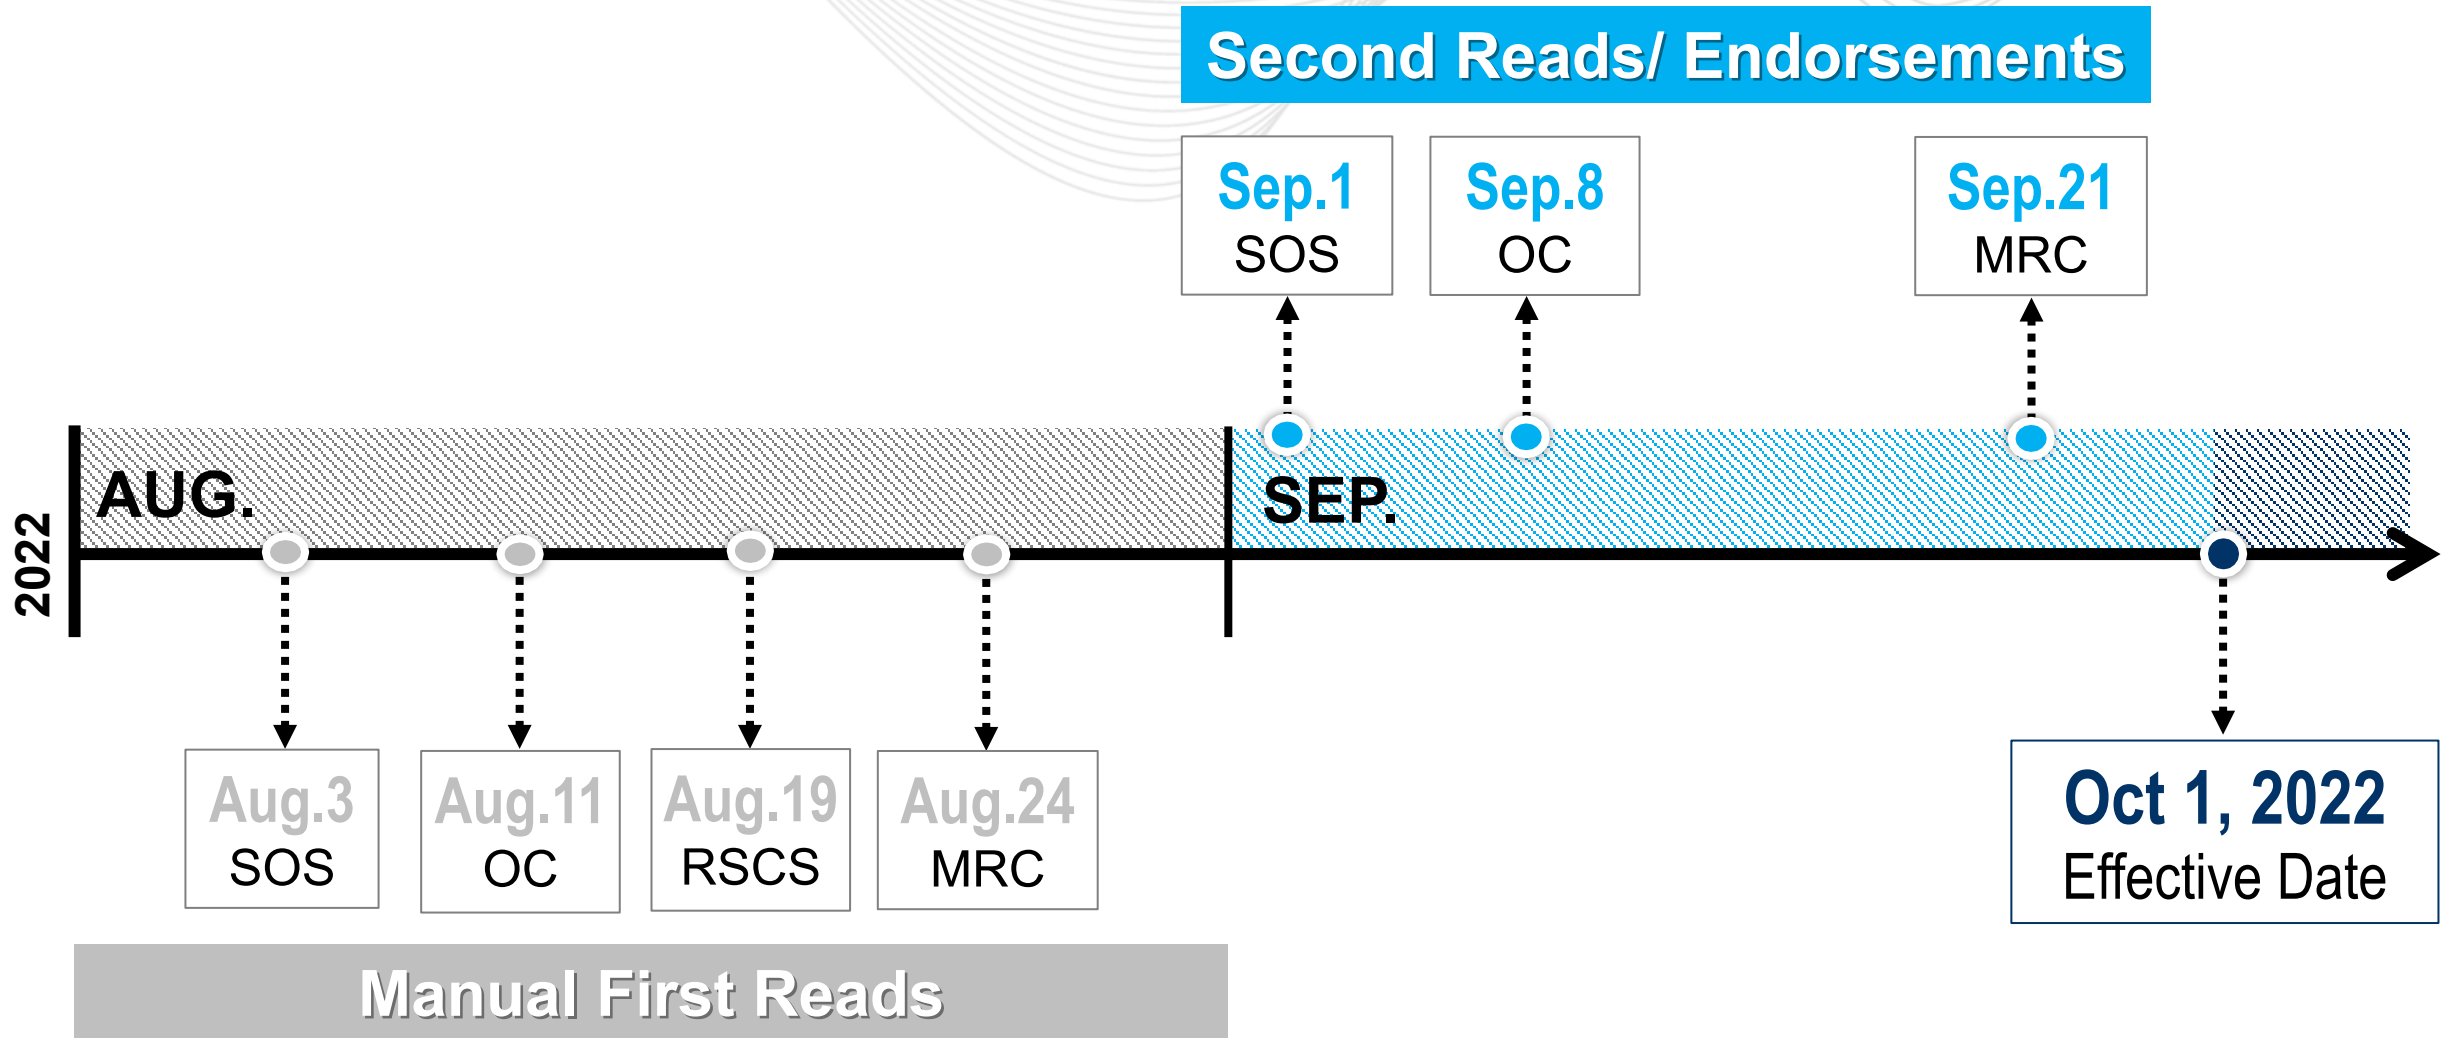 Second Reads/ Endorsements
Sep.1
SOS
Sep.8
OC
Sep.21
MRC
2022
AUG.
SEP.
Aug.3
SOS
Aug.11
OC
Aug.19
RSCS
Aug.24
MRC
Oct 1, 2022
Effective Date
Manual First Reads